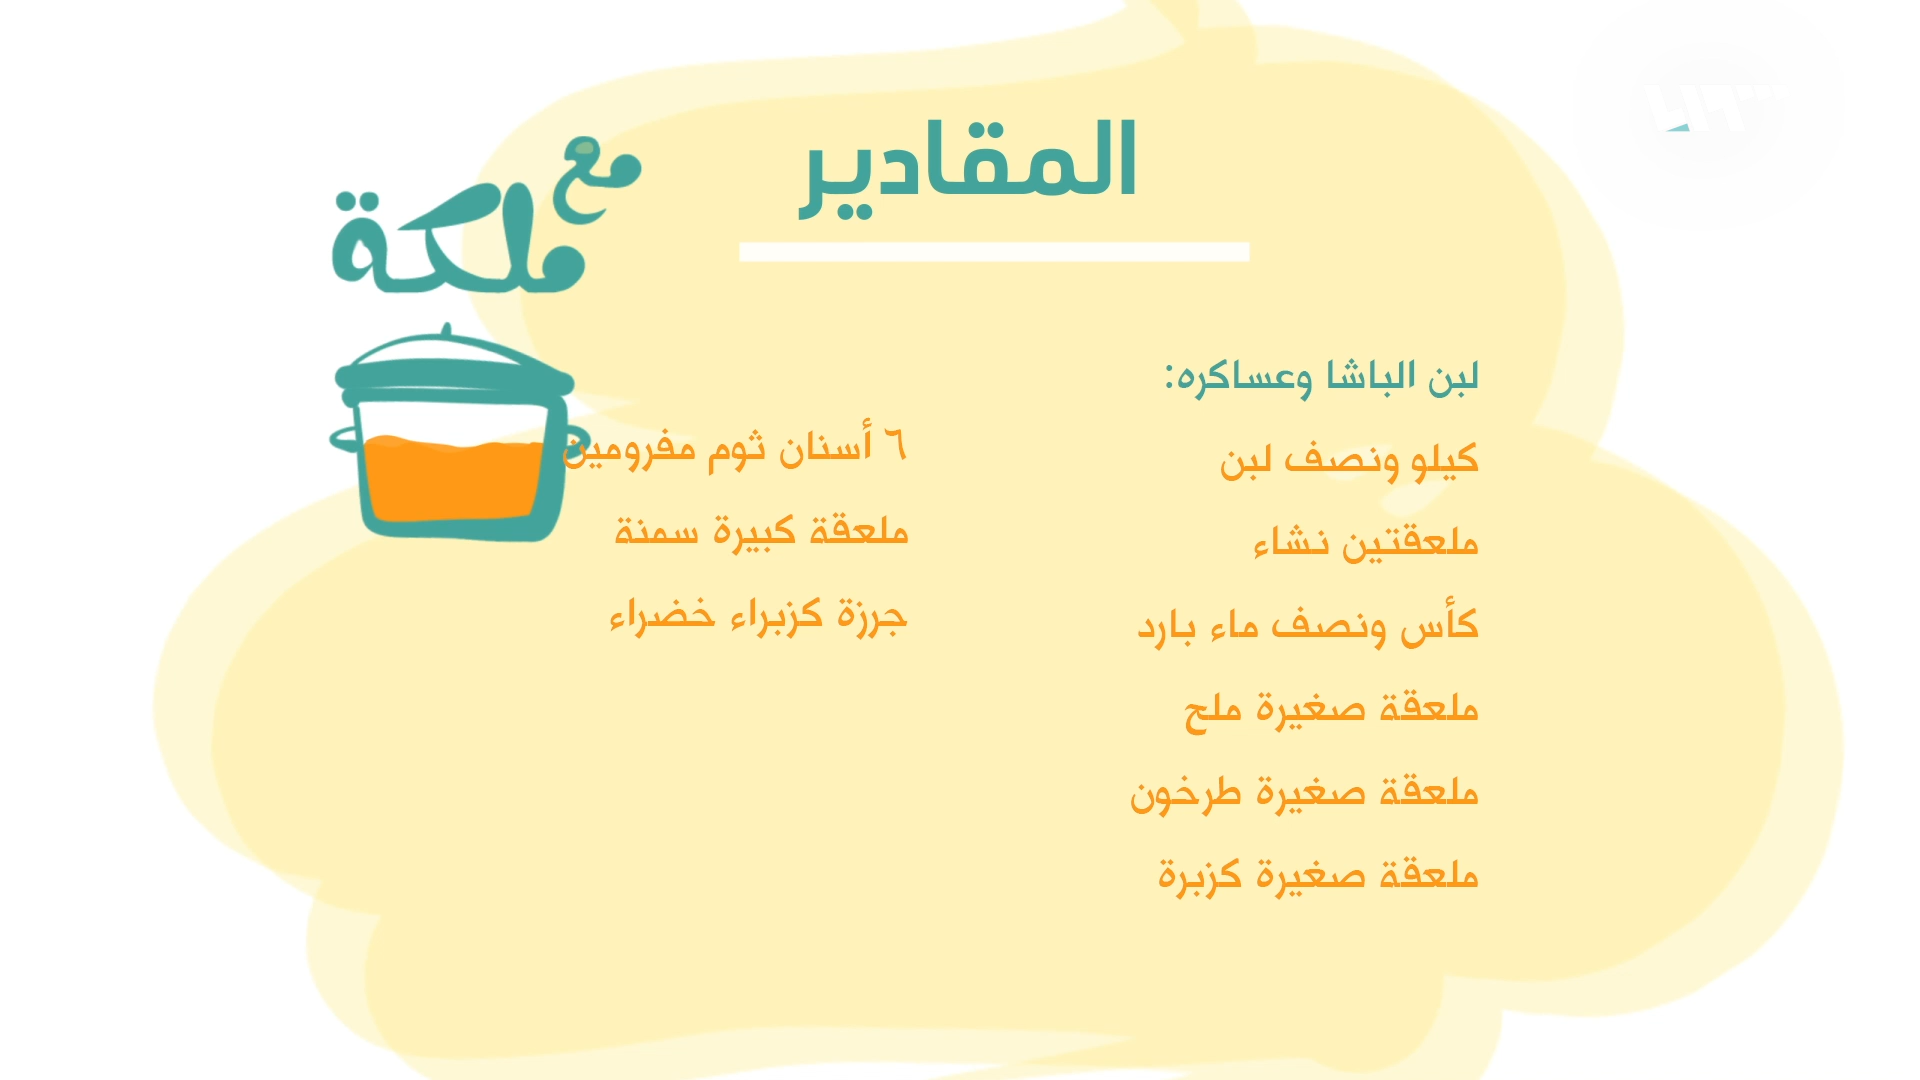 المقادير
مع
ملكة
لبن الباشا وعساكره:
كيلو ونصف لبن
ملعقتين نشاء
كأس ونصف ماء بارد
ملعقة صغيرة ملح
ملعقة صغيرة طرخون
ملعقة صغيرة كزبرة
٦ أسنان ثوم مفرومين
ملعقة كبيرة سمنة
جرزة كزبراء خضراء